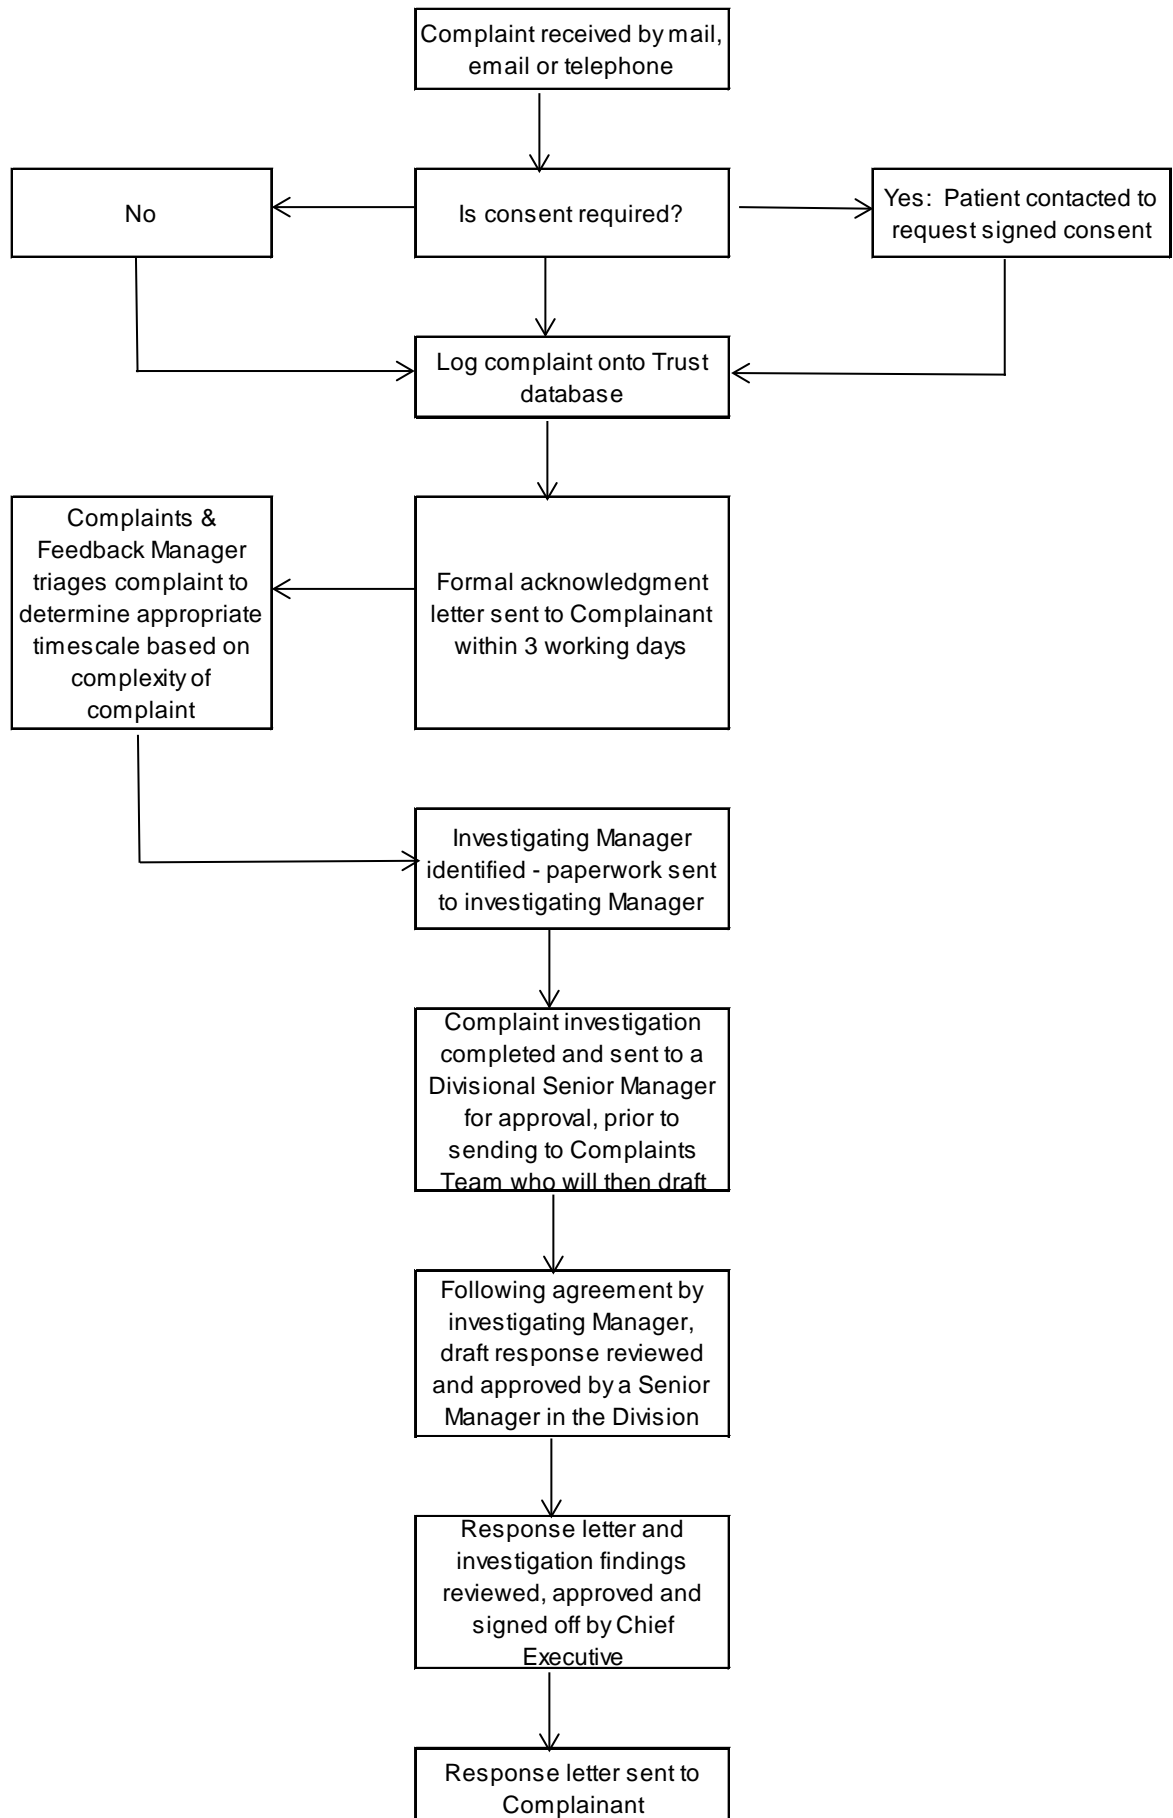 Complaint received by mail,
email or telephone
No
Is consent required?
Yes: Patient contacted to
request signed consent
Log complaint onto Trust
database
Complaints &
Feedback Manager
triages complaint to
determine appropriate
timescale based on
complexity of
complaint
Formal acknowledgment
letter sent to Complainant
within 3 working days
Investigating Manager
identified - paperwork sent
to investigating Manager
Complaint investigation
completed and sent to a
Divisional Senior Manager
for approval, prior to
sending to Complaints
Team who will then draft
Following agreement by
investigating Manager,
draft response reviewed
and approved by a Senior
Manager in the Division
Response letter and
investigation findings
reviewed, approved and
signed off by Chief
Executive
Response letter sent to
Complainant